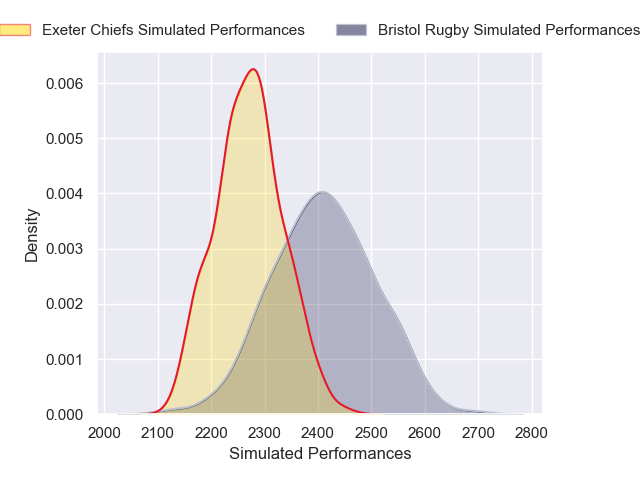 Exeter Chiefs Simulated Performances Bristol Rugby Simulated Performances
0.006
0.005
0.004
0.003
0.002
0.001
0.000
Density
2000 2100 2200 2300 2400 2500 2600 2700 2800
Simulated Performances